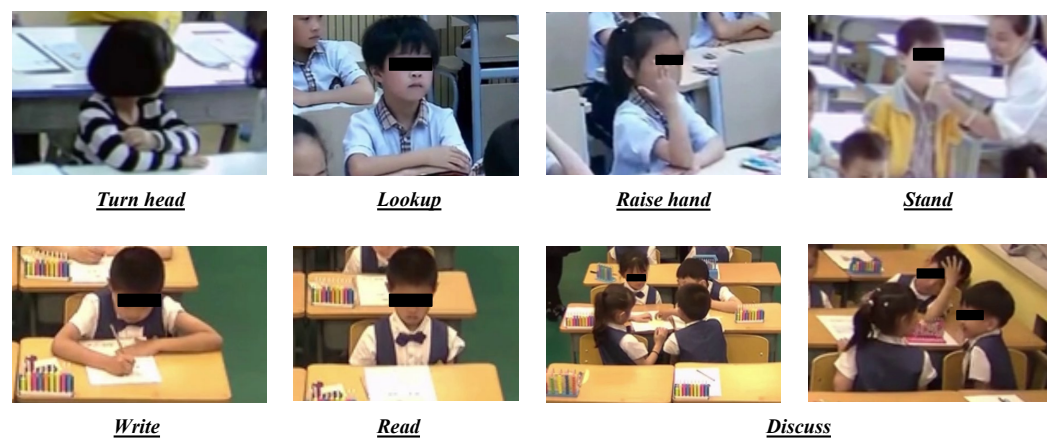 Turn head
Lookup
Raise hand
Stand
Write
Read
Discuss